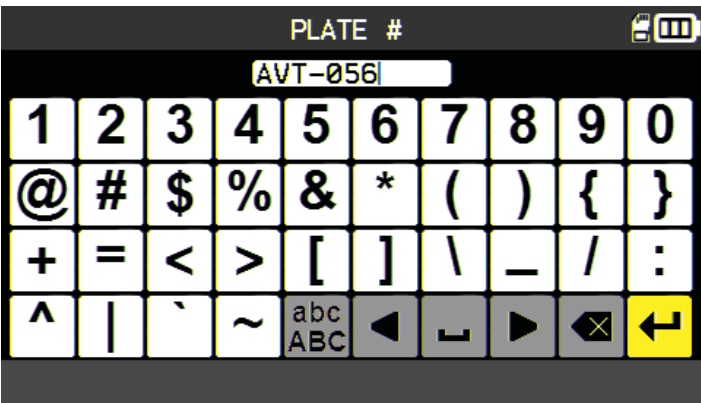 PLATE #
AVT-056
1 2 3 4 5 6 7 8 9 0
@ # $ % & * ( ) { }
+ = < > [ ] \ _ / :
^ | ` ~ abc
ABC